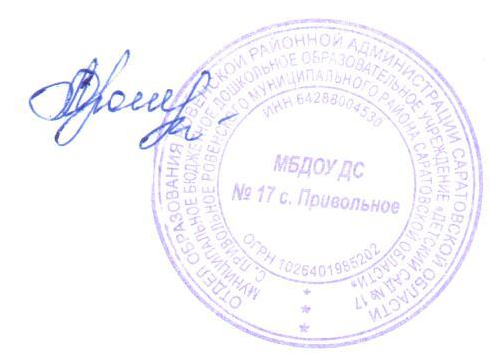 ОТДЕЛ ОБРАЗОВАНИЯ РОВЕНСКОЙ РАЙОННОЙ АДМИНИСТРАЦИИ САРАТОВСКОЙ ОБЛАСТИ
МУНИЦИПАЛЬНОЕ БЮДЖЕТНОЕ ДОШКОЛЬНОЕ ОБРАЗОВАТЕЛЬНОЕ УЧРЕЖДЕНИЕ «ДЕТСКИЙ САД № 17
С. ПРИВОЛЬНОЕ РОВЕНСКОГО МУНИЦИПАЛЬНОГО РАЙОНА САРАТОВСКОЙ ОБЛАСТИ»
ИНН 64288004530
МБДОУ ДС
№ 17 с. Привольное
ОГРН 1026401985202
* * *